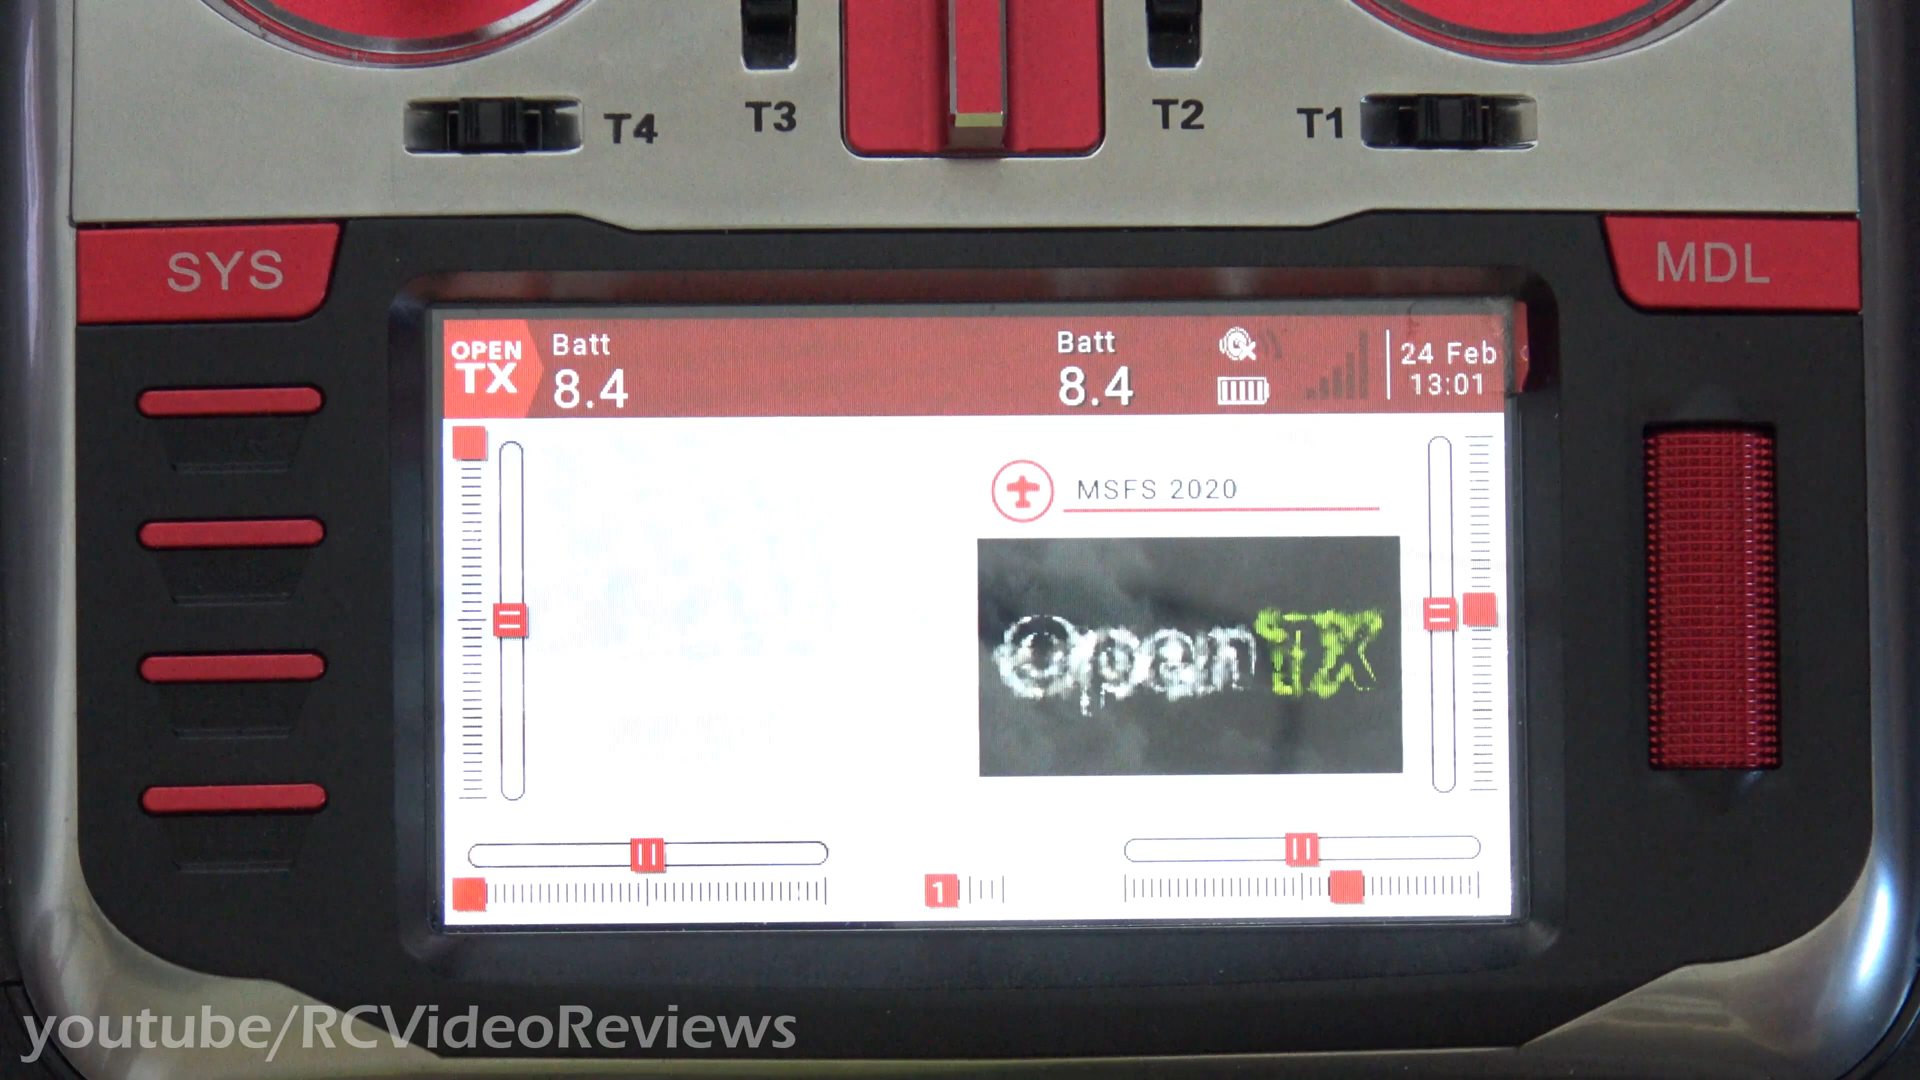 T4
T3
T2
T1
SYS
MDL
OPEN
TX
Batt
8.4
Batt
8.4
24 Feb
13:01
MSFS 2020
OpenTX
1
youtube/RCVideoReviews